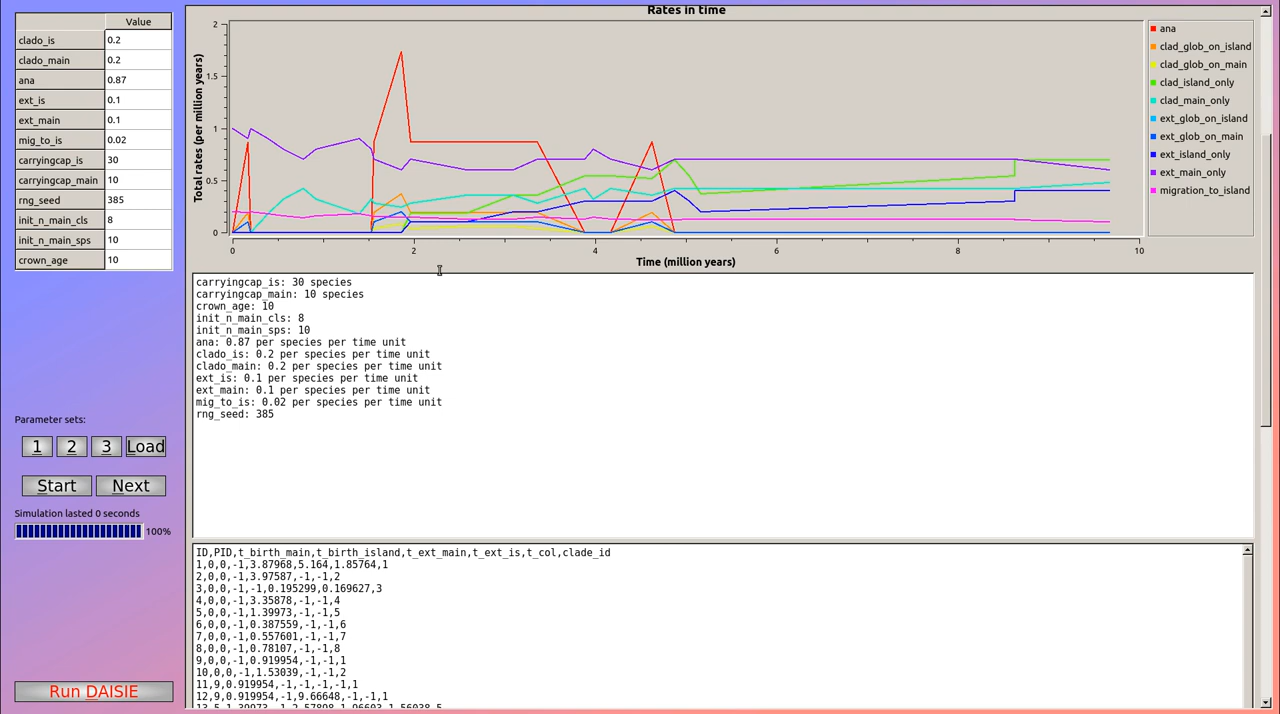 Value
clado_is 0.2
clado_main 0.2
ana 0.87
ext_is 0.1
ext_main 0.1
mig_to_is 0.02
carryingcap_is 30
carryingcap_main 10
rng_seed 385
init_n_main_cls 8
init_n_main_sps 10
crown_age 10
Parameter sets:
1 2 3 Load
Start Next
Simulation lasted 0 seconds
100%
Run DAISIE
Rates in time
Total rates (per million years)
2
1.5
1
0.5
0
0 2 4 6 8 10
Time (million years)
ana
clad_glob_on_island
clad_glob_on_main
clad_island_only
clad_main_only
ext_glob_on_island
ext_glob_on_main
ext_island_only
ext_main_only
migration_to_island
carryingcap_is: 30 species
carryingcap_main: 10 species
crown_age: 10
init_n_main_cls: 8
init_n_main_sps: 10
ana: 0.87 per species per time unit
clado_is: 0.2 per species per time unit
clado_main: 0.2 per species per time unit
ext_is: 0.1 per species per time unit
ext_main: 0.1 per species per time unit
mig_to_is: 0.02 per species per time unit
rng_seed: 385
ID,PID,t_birth_main,t_birth_island,t_ext_main,t_ext_is,t_col,clade_id
1,0,0,-1,3.87968,5.164,1.85764,1
2,0,0,-1,3.97587,-1,-1,2
3,0,0,-1,-1,0.195299,0.169627,3
4,0,0,-1,3.35878,-1,-1,4
5,0,0,-1,1.39973,-1,-1,5
6,0,0,-1,0.387559,-1,-1,6
7,0,0,-1,0.557601,-1,-1,7
8,0,0,-1,0.78107,-1,-1,8
9,0,0,-1,0.919954,-1,-1,1
10,0,0,-1,1.53039,-1,-1,2
11,9,0.919954,-1,-1,-1,-1,1
12,9,0.919954,-1,9.66648,-1,-1,1